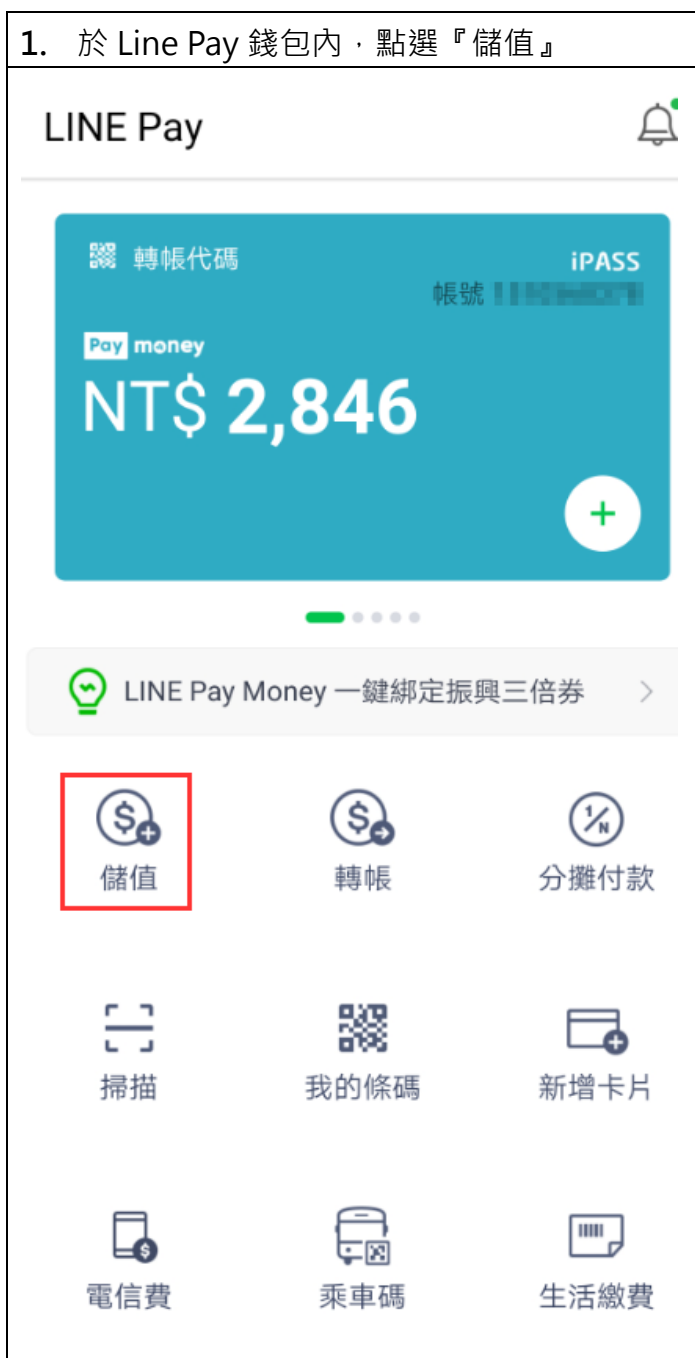 1. 於 Line Pay 錢包內，點選『儲值』
LINE Pay
轉帳代碼
iPASS
帳號
Pay money
NT$ 2,846
+
LINE Pay Money 一鍵綁定振興三倍券 >
儲值 轉帳 分攤付款
掃描 我的條碼 新增卡片
電信費 乘車碼 生活繳費